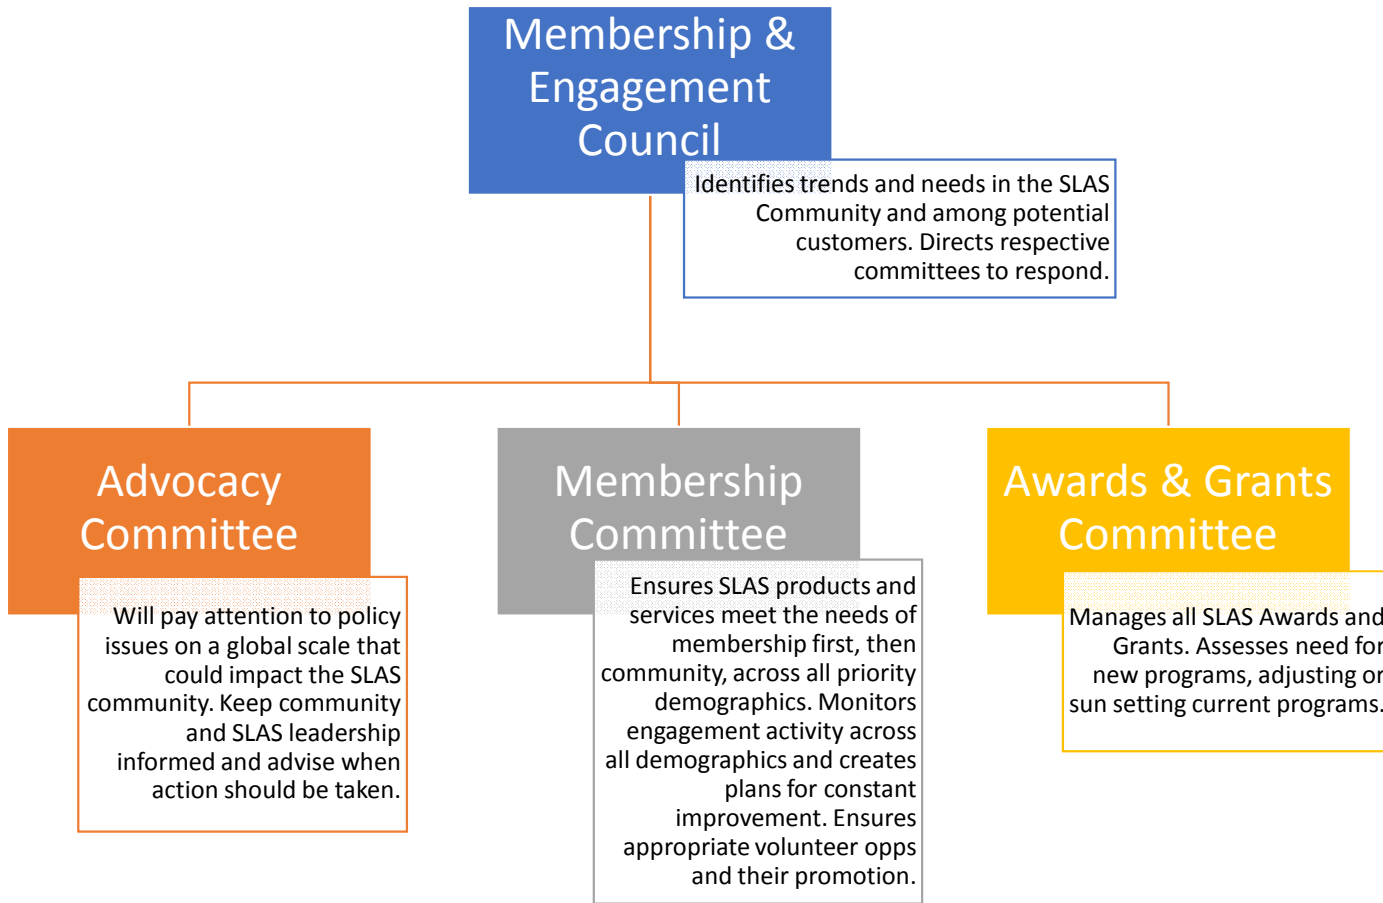 Membership &
Engagement
Council
Identifies trends and needs in the SLAS
Community and among potential
customers. Directs respective
committees to respond.
Advocacy
Committee
Will pay attention to policy
issues on a global scale that
could impact the SLAS
community. Keep community
and SLAS leadership
informed and advise when
action should be taken.
Membership
Committee
Ensures SLAS products and
services meet the needs of
membership first, then
community, across all priority
demographics. Monitors
engagement activity across
all demographics and creates
plans for constant
improvement. Ensures
appropriate volunteer opps
and their promotion.
Awards & Grants
Committee
Manages all SLAS Awards and
Grants. Assesses need for
new programs, adjusting or
sun setting current programs.